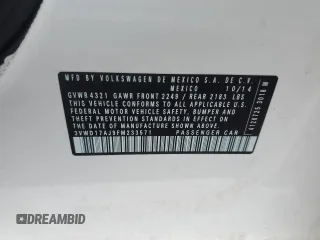 MFD BY VOLKSWAGEN DE MEXICO S.A. DE C.V.
MEXICO 10/14
GVWR 4321 GAWR FRONT 2249 / REAR 2183 LBS
THIS VEHICLE CONFORMS TO ALL APPLICABLE U.S.
FEDERAL MOTOR VEHICLE SAFETY,
BUMPER, AND THEFT PREVENTION STANDARDS IN
EFFECT ON THE DATE OF MANUFACTURE SHOWN ABOVE
3VWD17AJ9FM233571 PASSENGER CAR
DREAMBID